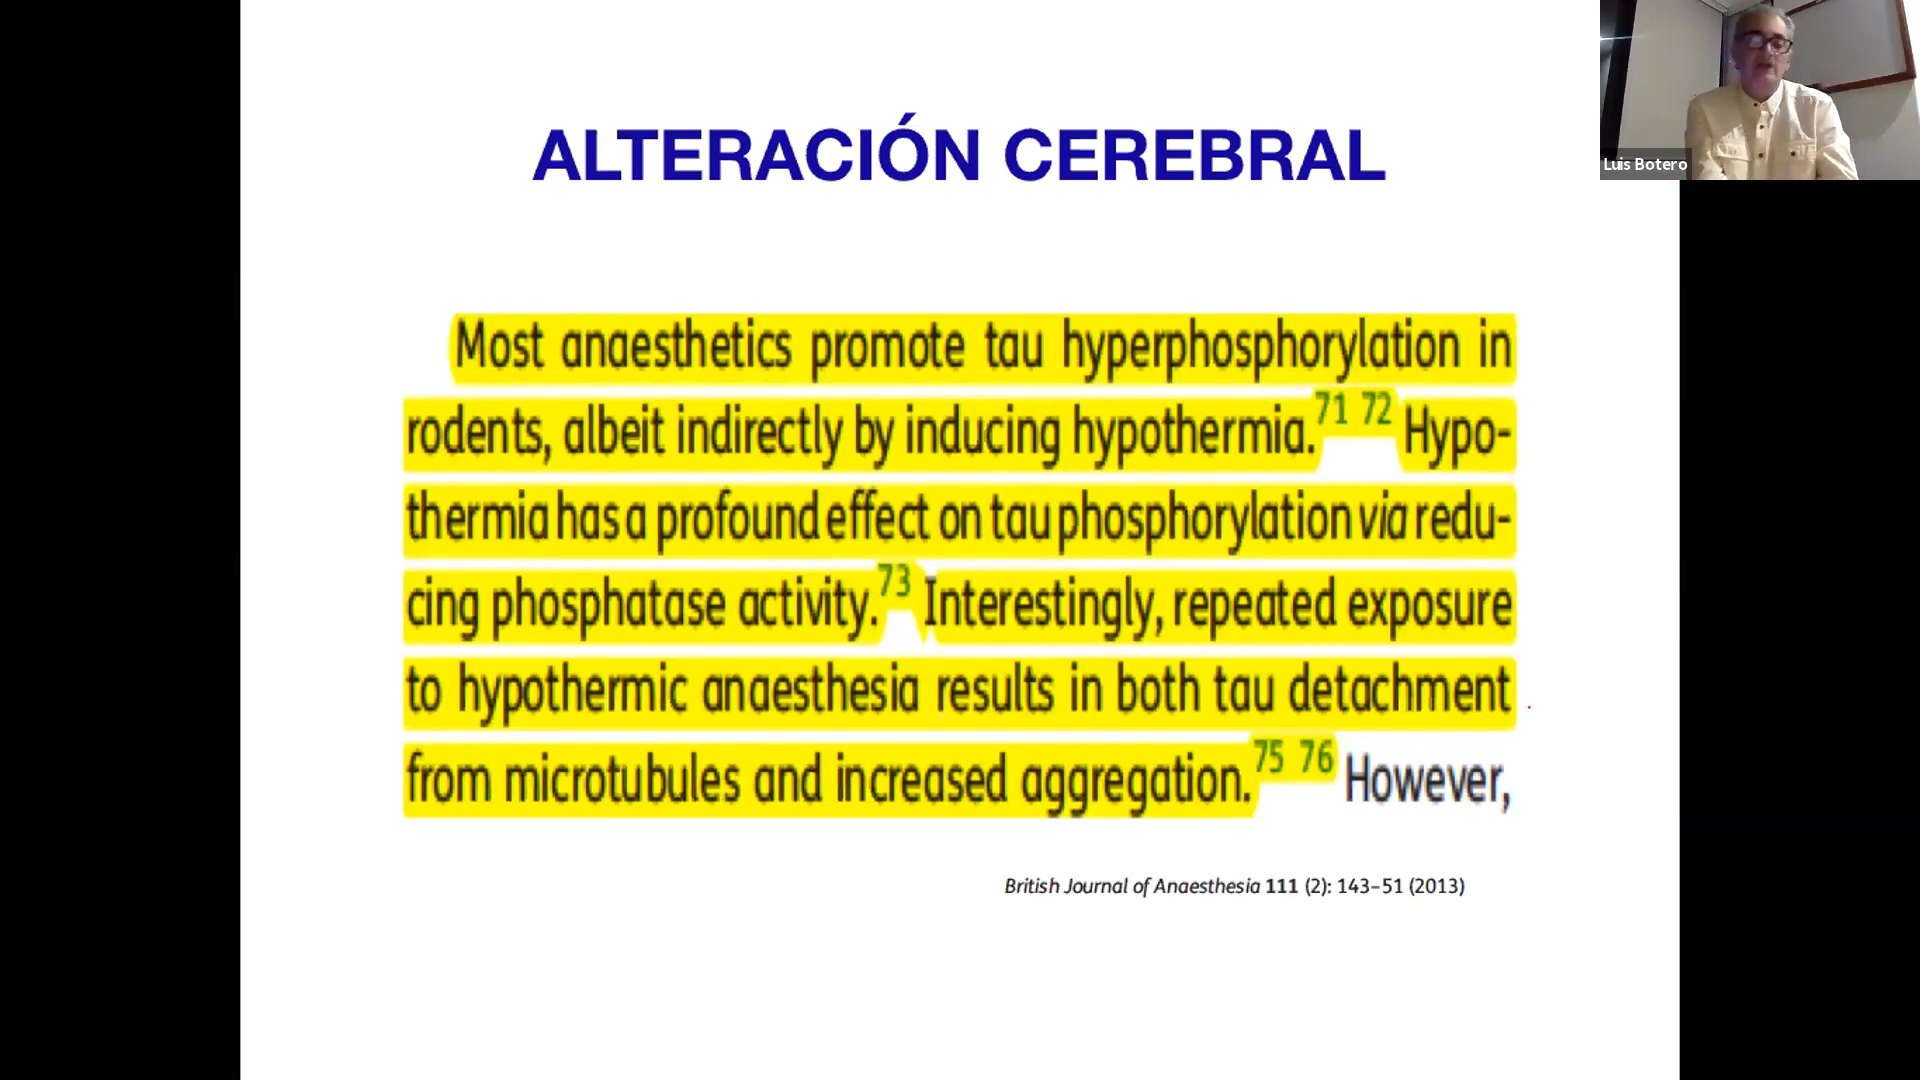 ALTERACIÓN CEREBRAL
Luis Botero
Most anaesthetics promote tau hyperphosphorylation in
rodents, albeit indirectly by inducing hypothermia.71 72 Hypo-
thermia has a profound effect on tau phosphorylation via redu-
cing phosphatase activity.73 Interestingly, repeated exposure
to hypothermic anaesthesia results in both tau detachment
from microtubules and increased aggregation.75 76 However,
British Journal of Anaesthesia 111 (2): 143–51 (2013)